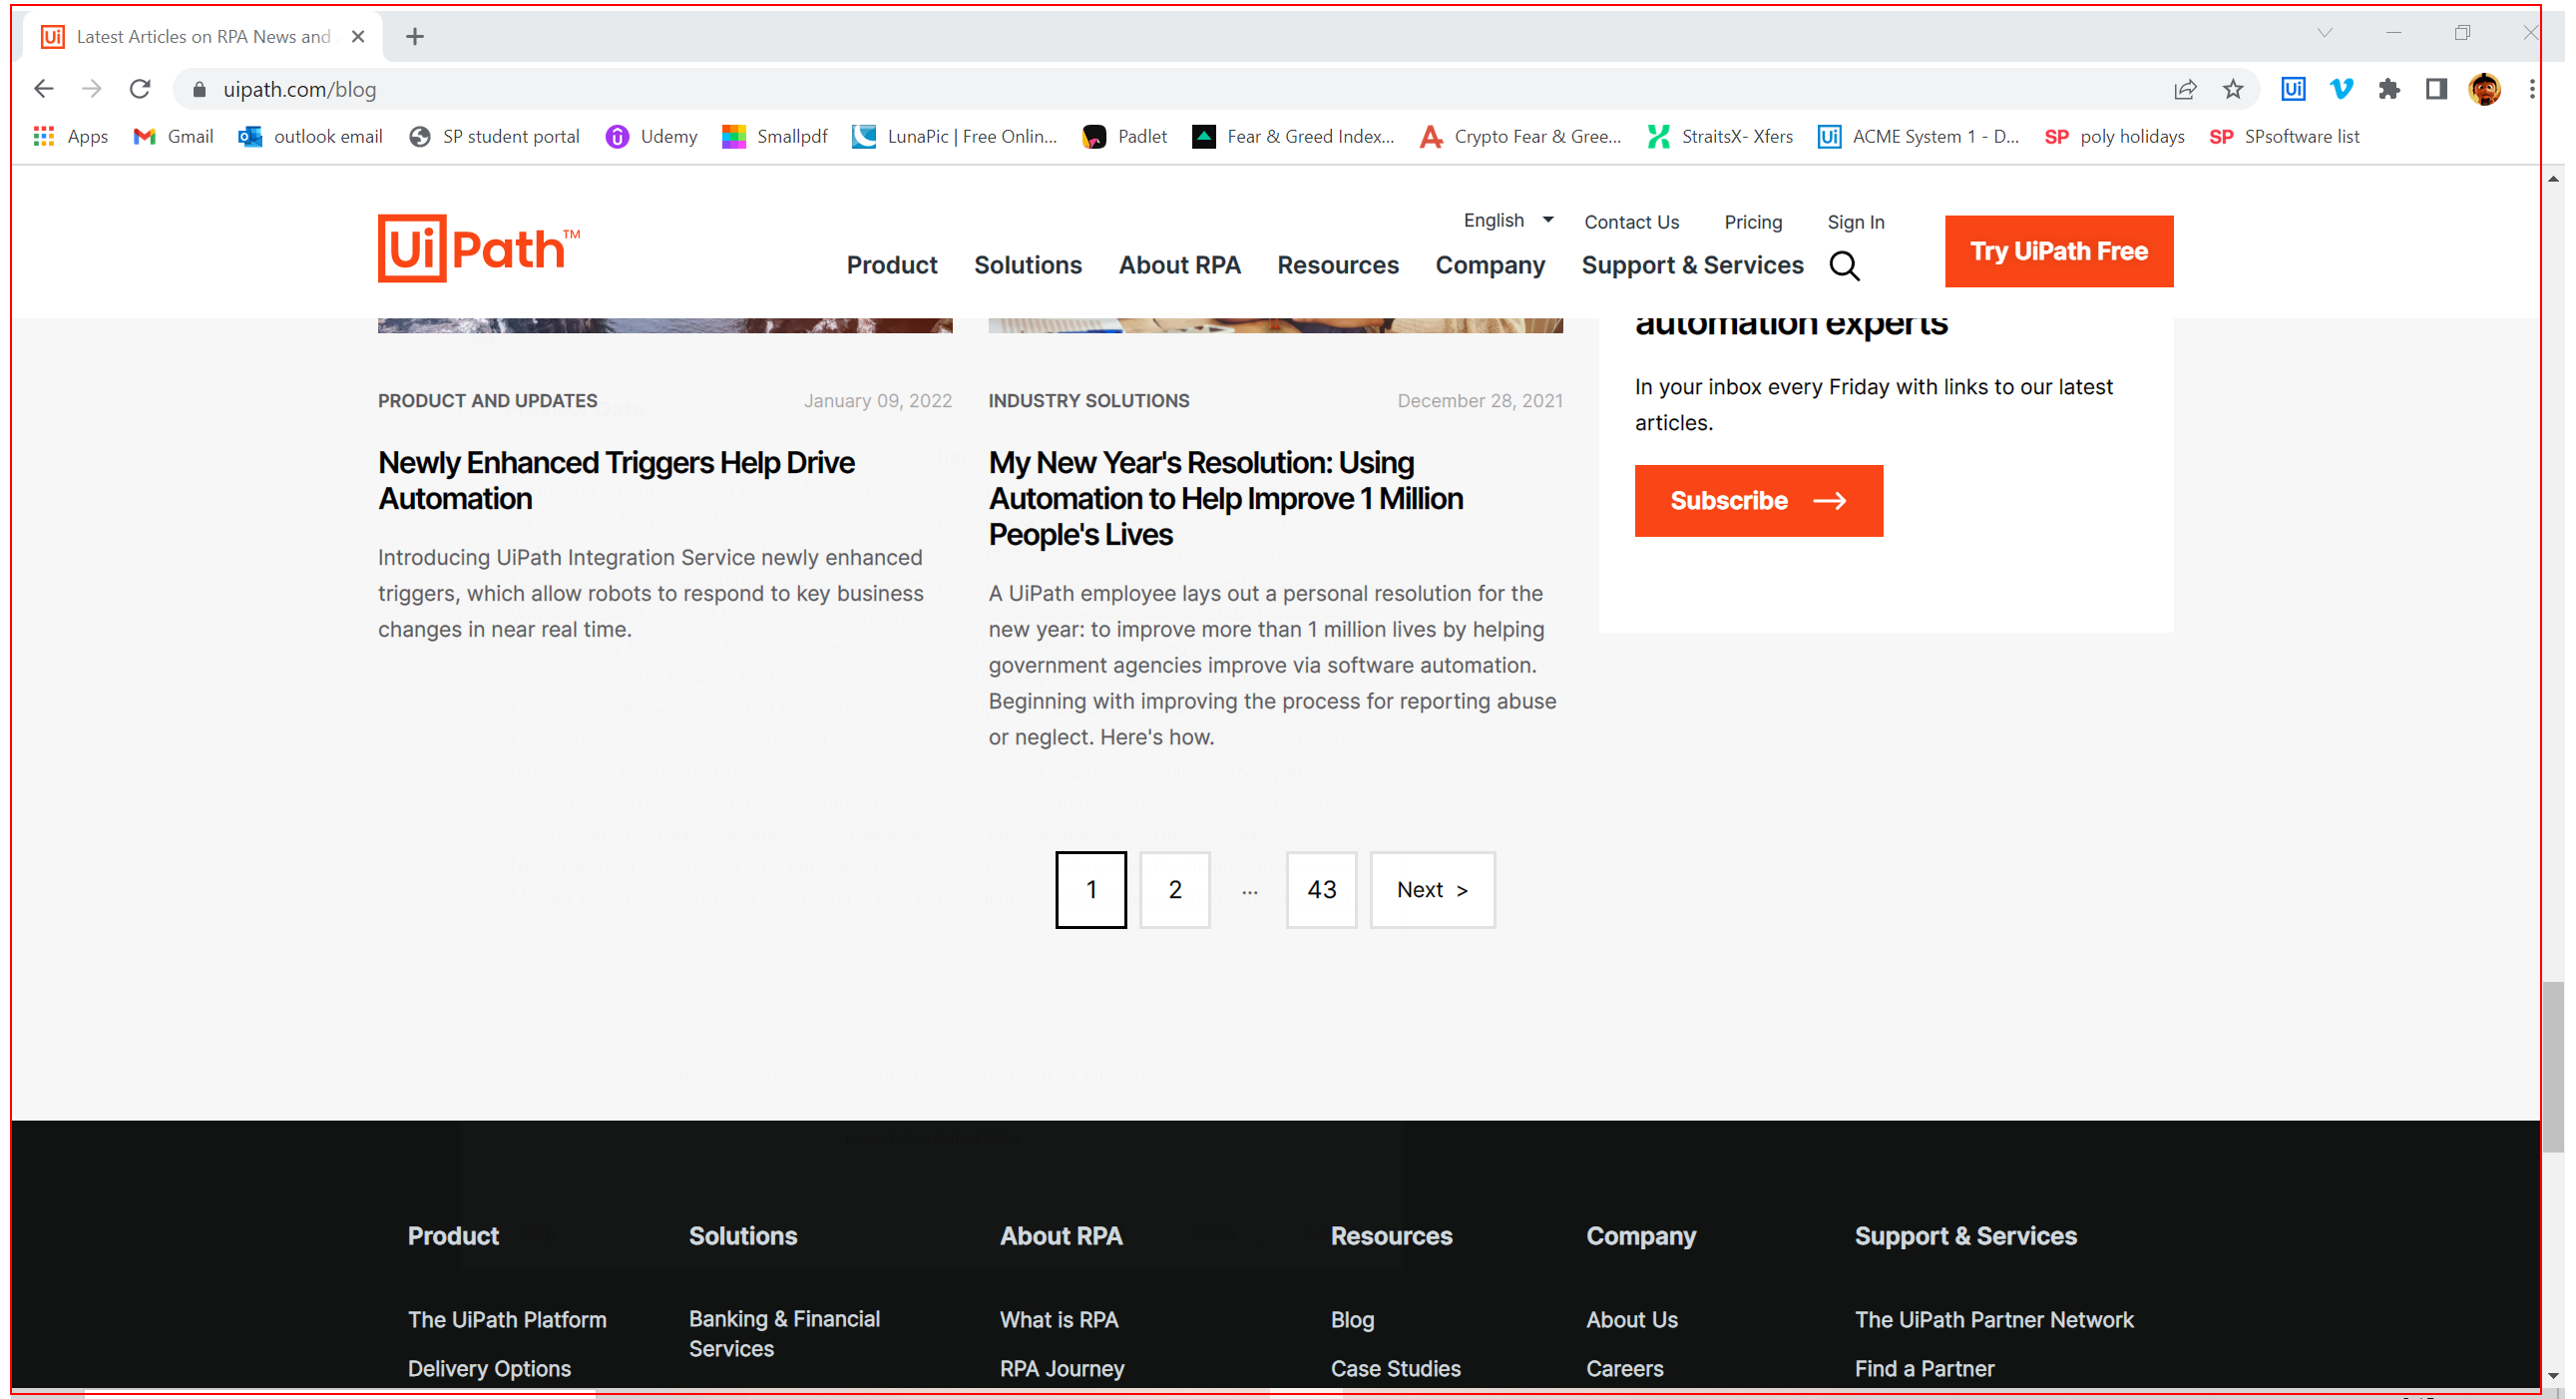 Latest Articles on RPA News and
uipath.com/blog
Apps Gmail outlook email SP student portal Udemy Smallpdf LunaPic | Free Onlin... Padlet Fear & Greed Index... Crypto Fear & Gree... StraitsX- Xfers ACME System 1 - D... SP poly holidays SP SPsoftware list
English Contact Us Pricing Sign In
UiPath™
Product Solutions About RPA Resources Company Support & Services
Try UiPath Free
PRODUCT AND UPDATES January 09, 2022
Newly Enhanced Triggers Help Drive
Automation
Introducing UiPath Integration Service newly enhanced
triggers, which allow robots to respond to key business
changes in near real time.
INDUSTRY SOLUTIONS December 28, 2021
My New Year's Resolution: Using
Automation to Help Improve 1 Million
People's Lives
A UiPath employee lays out a personal resolution for the
new year: to improve more than 1 million lives by helping
government agencies improve via software automation.
Beginning with improving the process for reporting abuse
or neglect. Here's how.
automation experts
In your inbox every Friday with links to our latest
articles.
Subscribe
1 2 ... 43 Next >
Product Solutions About RPA Resources Company Support & Services
The UiPath Platform
Delivery Options
Banking & Financial
Services
What is RPA
RPA Journey
Blog
Case Studies
About Us
Careers
The UiPath Partner Network
Find a Partner